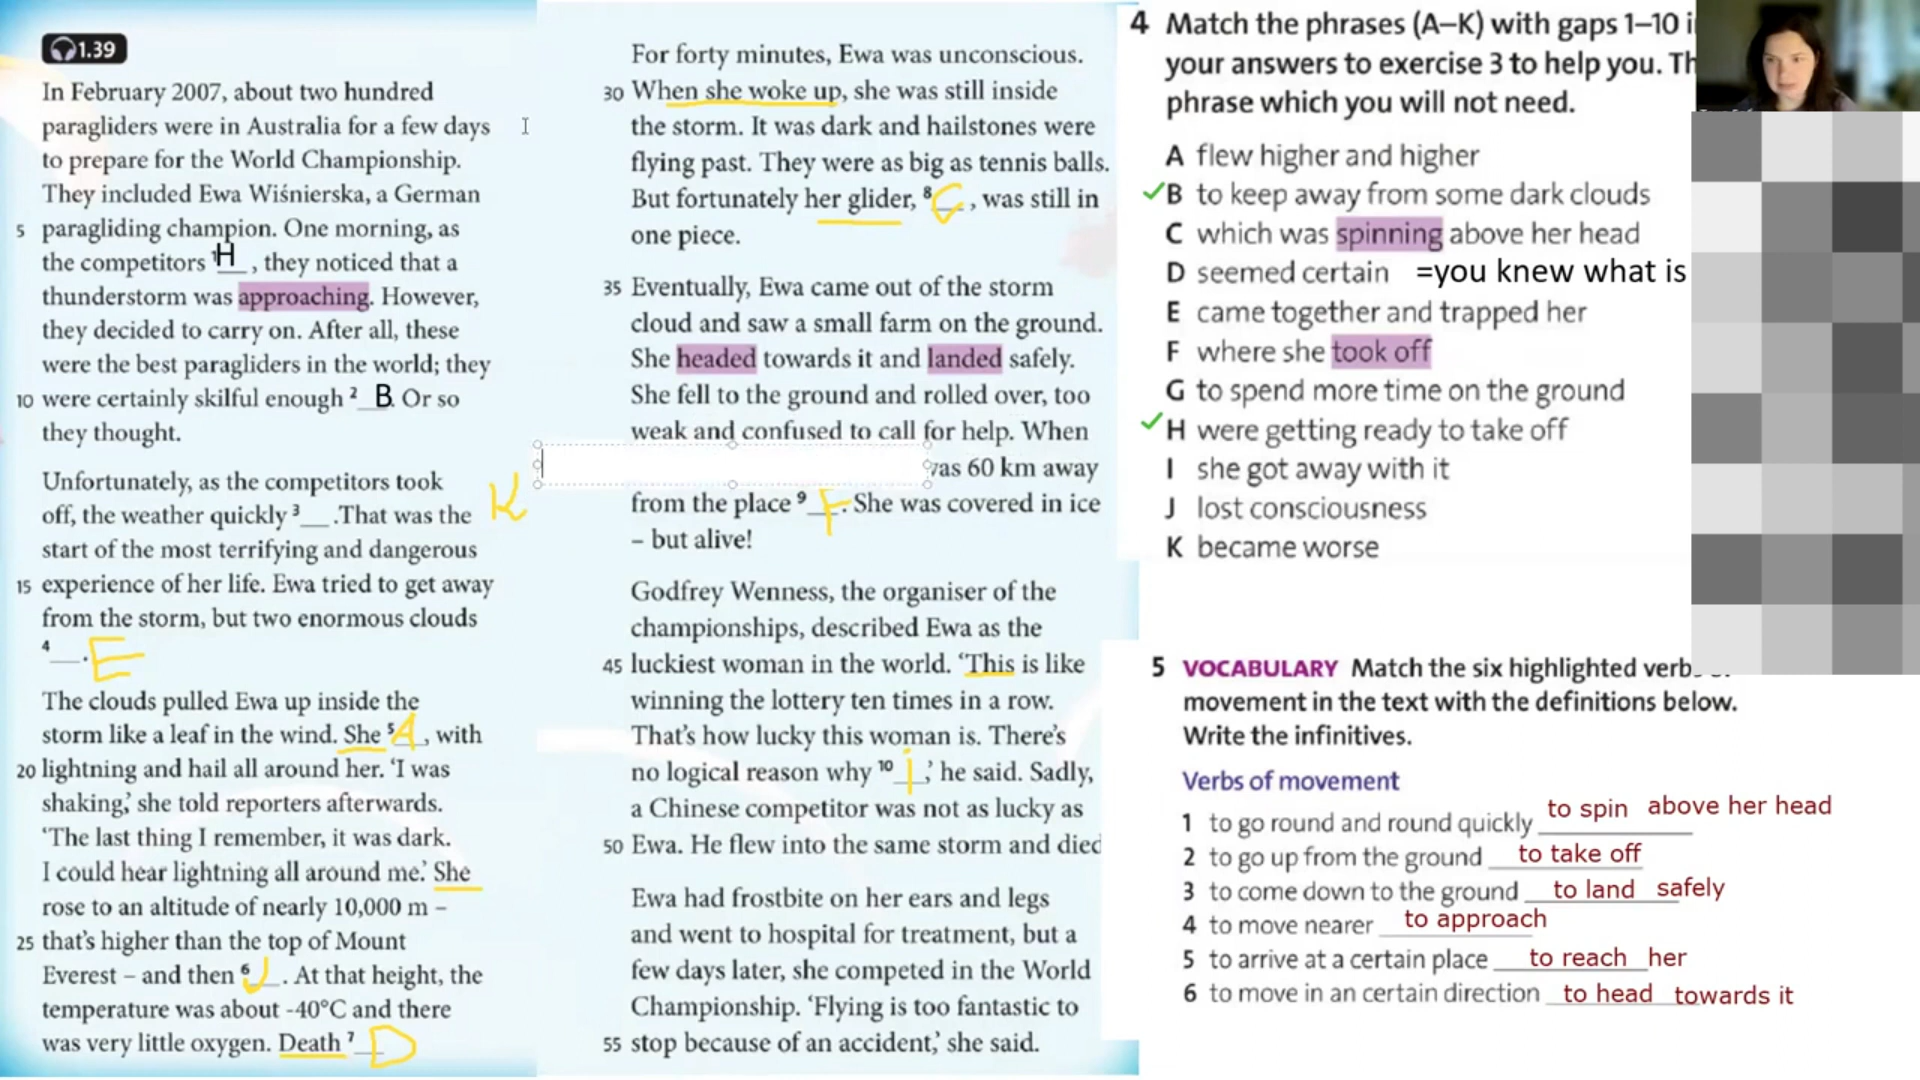 1.39
In February 2007, about two hundred
paragliders were in Australia for a few days
to prepare for the World Championship.
They included Ewa Wiśnierska, a German
5 paragliding champion. One morning, as
the competitors ¹ H__, they noticed that a
thunderstorm was approaching. However,
they decided to carry on. After all, these
were the best paragliders in the world; they
10 were certainly skilful enough ²__B. Or so
they thought.
Unfortunately, as the competitors took
off, the weather quickly ³__.That was the K
start of the most terrifying and dangerous
15 experience of her life. Ewa tried to get away
from the storm, but two enormous clouds
⁴__. E
The clouds pulled Ewa up inside the
storm like a leaf in the wind. She ⁵A__, with
20 lightning and hail all around her. ‘I was
shaking,’ she told reporters afterwards.
‘The last thing I remember, it was dark.
I could hear lightning all around me.’ She
rose to an altitude of nearly 10,000 m –
25 that’s higher than the top of Mount
Everest – and then ⁶J__. At that height, the
temperature was about -40°C and there
was very little oxygen. Death ⁷__D
For forty minutes, Ewa was unconscious.
30 When she woke up, she was still inside
the storm. It was dark and hailstones were
flying past. They were as big as tennis balls.
But fortunately her glider, ⁸C__, was still in
one piece.
35 Eventually, Ewa came out of the storm
cloud and saw a small farm on the ground.
She headed towards it and landed safely.
She fell to the ground and rolled over, too
weak and confused to call for help. When
was 60 km away
from the place ⁹__F. She was covered in ice
– but alive!
Godfrey Wenness, the organiser of the
championships, described Ewa as the
45 luckiest woman in the world. ‘This is like
winning the lottery ten times in a row.
That’s how lucky this woman is. There’s
no logical reason why ¹⁰__i,’ he said. Sadly,
a Chinese competitor was not as lucky as
50 Ewa. He flew into the same storm and died
Ewa had frostbite on her ears and legs
and went to hospital for treatment, but a
few days later, she competed in the World
Championship. ‘Flying is too fantastic to
55 stop because of an accident,’ she said.
4 Match the phrases (A–K) with gaps 1–10 i
your answers to exercise 3 to help you. Th
phrase which you will not need.
A flew higher and higher
✓B to keep away from some dark clouds
C which was spinning above her head
D seemed certain =you knew what is
E came together and trapped her
F where she took off
G to spend more time on the ground
✓H were getting ready to take off
I she got away with it
J lost consciousness
K became worse
5 VOCABULARY Match the six highlighted verb
movement in the text with the definitions below.
Write the infinitives.
Verbs of movement
1 to go round and round quickly to spin above her head
2 to go up from the ground to take off
3 to come down to the ground to land safely
4 to move nearer to approach
5 to arrive at a certain place to reach her
6 to move in an certain direction to head towards it